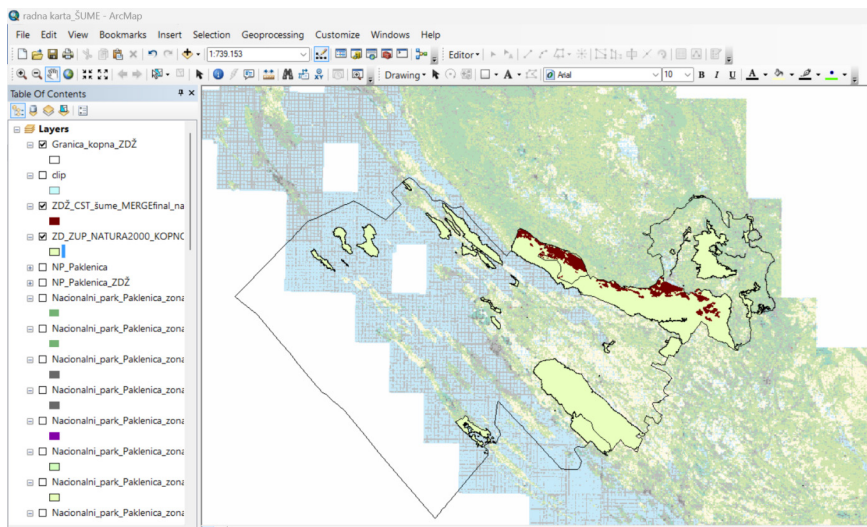 radna karta_ŠUME - ArcMap
File Edit View Bookmarks Insert Selection Geoprocessing Customize Windows Help
1:739.153 Editor
Drawing Arial 10 B I U A
Table Of Contents
Layers
Granica_kopna_ZDŽ
clip
ZDŽ_CST_šume_MERGEfinal_na
ZD_ZUP_NATURA2000_KOPNO
NP_Paklenica
NP_Paklenica_ZDŽ
Nacionalni_park_Paklenica_zona
Nacionalni_park_Paklenica_zona
Nacionalni_park_Paklenica_zona
Nacionalni_park_Paklenica_zona
Nacionalni_park_Paklenica_zona
Nacionalni_park_Paklenica_zona
Nacionalni_park_Paklenica_zona
Nacionalni_park_Paklenica_zona